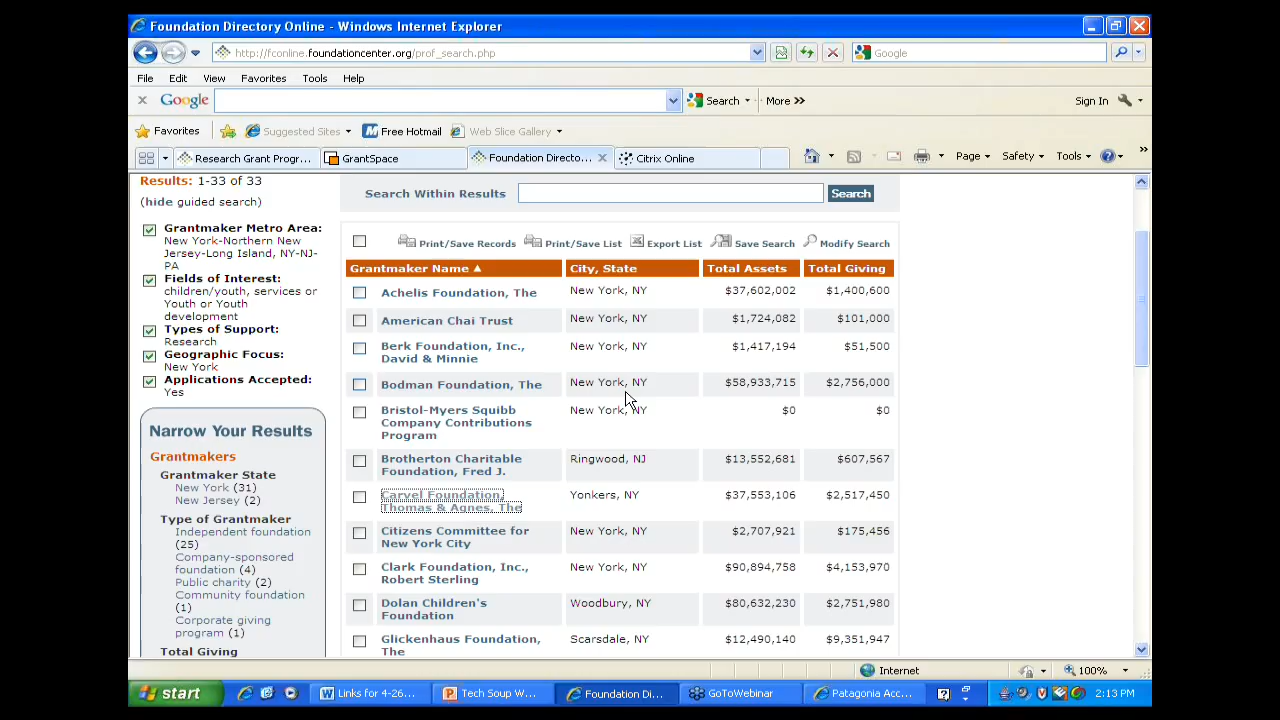 Foundation Directory Online - Windows Internet Explorer
http://fconline.foundationcenter.org/prof_search.php
Google
File Edit View Favorites Tools Help
Google Search More >> Sign In
Favorites Suggested Sites Free Hotmail Web Slice Gallery
Research Grant Progr... GrantSpace Foundation Directo... Citrix Online Page Safety Tools
Results: 1-33 of 33
(hide guided search)
Grantmaker Metro Area:
New York-Northern New
Jersey-Long Island, NY-NJ-
PA
Fields of Interest:
children/youth, services or
Youth or Youth
development
Types of Support:
Research
Geographic Focus:
New York
Applications Accepted:
Yes
Narrow Your Results
Grantmakers
Grantmaker State
New York (31)
New Jersey (2)
Type of Grantmaker
Independent foundation
(25)
Company-sponsored
foundation (4)
Public charity (2)
Community foundation
(1)
Corporate giving
program (1)
Total Giving
Search Within Results Search
Print/Save Records Print/Save List Export List Save Search Modify Search
Grantmaker Name ▲ City, State Total Assets Total Giving
Achelis Foundation, The New York, NY $37,602,002 $1,400,600
American Chai Trust New York, NY $1,724,082 $101,000
Berk Foundation, Inc., New York, NY $1,417,194 $51,500
David & Minnie
Bodman Foundation, The New York, NY $58,933,715 $2,756,000
Bristol-Myers Squibb New York, NY $0 $0
Company Contributions
Program
Brotherton Charitable Ringwood, NJ $13,552,681 $607,567
Foundation, Fred J.
Carvel Foundation, Yonkers, NY $37,553,106 $2,517,450
Thomas & Agnes, The
Citizens Committee for New York, NY $2,707,921 $175,456
New York City
Clark Foundation, Inc., New York, NY $90,894,758 $4,153,970
Robert Sterling
Dolan Children's Woodbury, NY $80,632,230 $2,751,980
Foundation
Glickenhaus Foundation, Scarsdale, NY $12,490,140 $9,351,947
The
Internet 100%
start Links for 4-26... Tech Soup W... Foundation Di... GoToWebinar Patagonia Acc... 2:13 PM